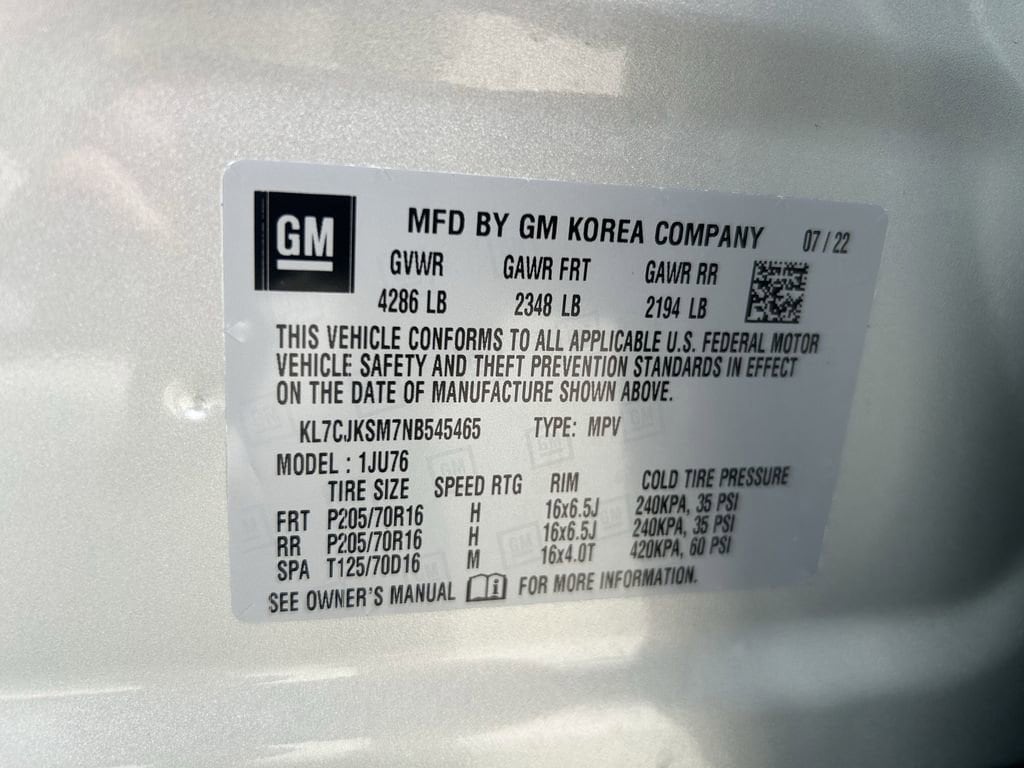 GM
MFD BY GM KOREA COMPANY 07/22
GVWR GAWR FRT GAWR RR
4286 LB 2348 LB 2194 LB
THIS VEHICLE CONFORMS TO ALL APPLICABLE U.S. FEDERAL MOTOR
VEHICLE SAFETY AND THEFT PREVENTION STANDARDS IN EFFECT
ON THE DATE OF MANUFACTURE SHOWN ABOVE.
KL7CJKSM7NB545465 TYPE: MPV
MODEL : 1JU76
TIRE SIZE SPEED RTG RIM COLD TIRE PRESSURE
FRT P205/70R16 H 16x6.5J 240KPA, 35 PSI
RR P205/70R16 H 16x6.5J 240KPA, 35 PSI
SPA T125/70D16 M 16x4.0T 420KPA, 60 PSI
SEE OWNER'S MANUAL i FOR MORE INFORMATION.